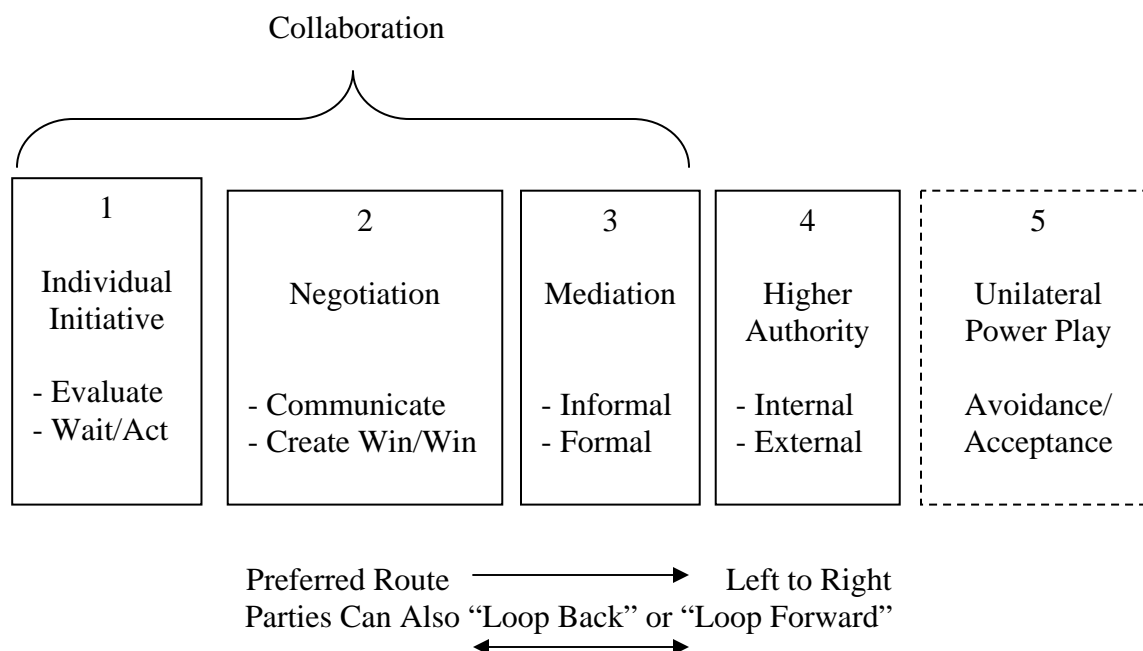 Collaboration
1
Individual
Initiative
- Evaluate
- Wait/Act
2
Negotiation
- Communicate
- Create Win/Win
3
Mediation
- Informal
- Formal
4
Higher
Authority
- Internal
- External
5
Unilateral
Power Play
Avoidance/
Acceptance
Preferred Route Left to Right
Parties Can Also “Loop Back” or “Loop Forward”